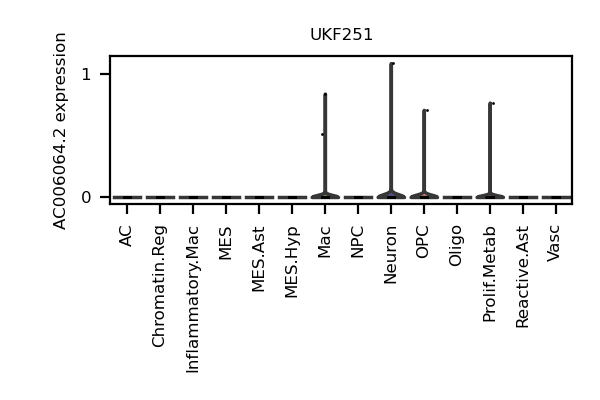 UKF251
AC006064.2 expression
1
0
AC
Chromatin.Reg
Inflammatory.Mac
MES
MES.Ast
MES.Hyp
Mac
NPC
Neuron
OPC
Oligo
Prolif.Metab
Reactive.Ast
Vasc